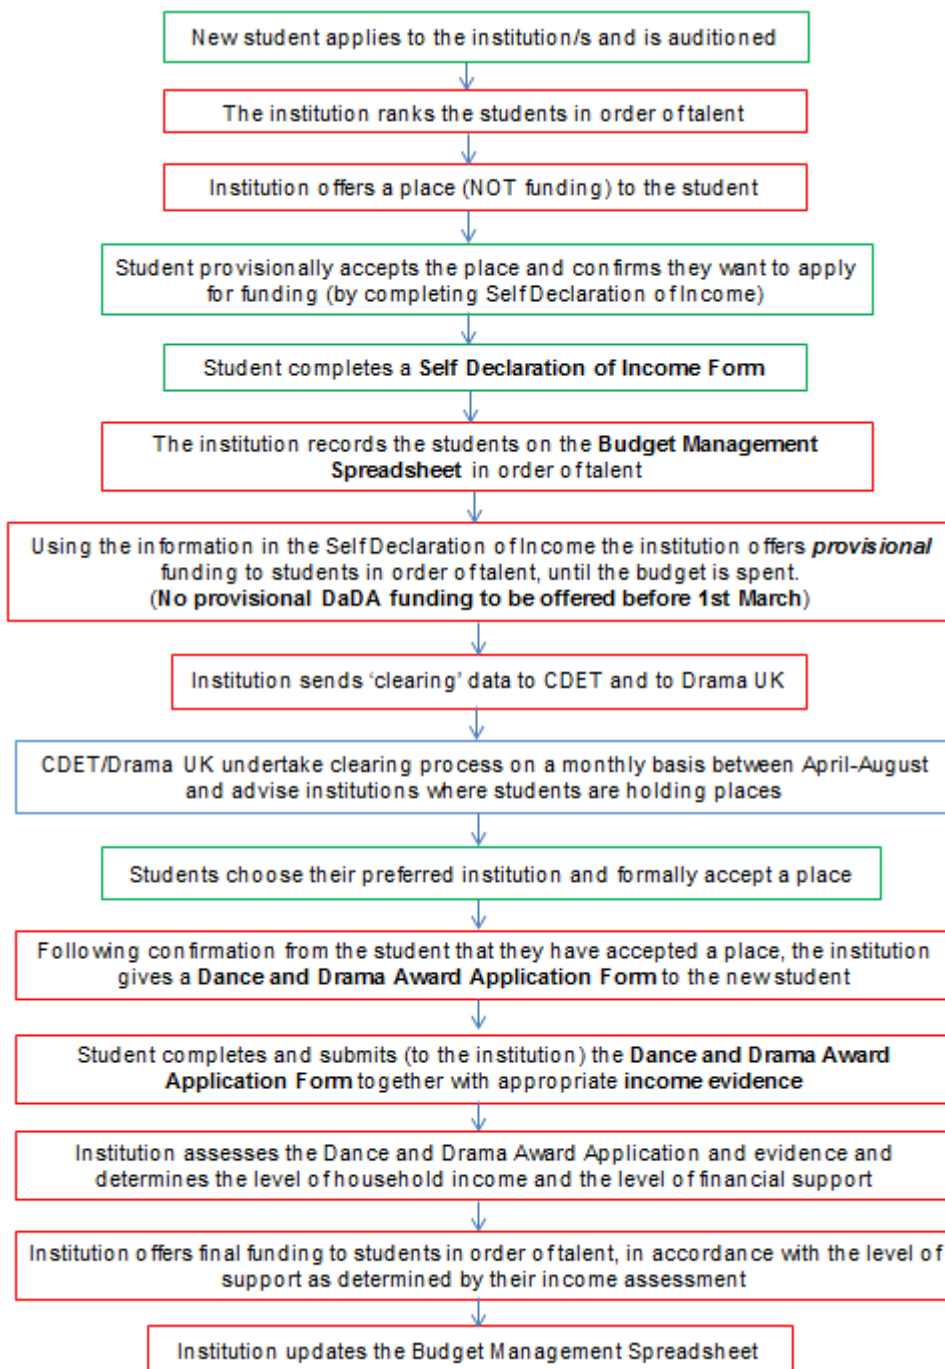 New student applies to the institution/s and is auditioned
The institution ranks the students in order of talent
Institution offers a place (NOT funding) to the student
Student provisionally accepts the place and confirms they want to apply
for funding (by completing Self Declaration of Income)
Student completes a Self Declaration of Income Form
The institution records the students on the Budget Management
Spreadsheet in order of talent
Using the information in the Self Declaration of Income the institution offers provisional
funding to students in order of talent, until the budget is spent.
(No provisional DaDA funding to be offered before 1st March)
Institution sends ‘clearing’ data to CDET and to Drama UK
CDET/Drama UK undertake clearing process on a monthly basis between April-August
and advise institutions where students are holding places
Students choose their preferred institution and formally accept a place
Following confirmation from the student that they have accepted a place, the institution
gives a Dance and Drama Award Application Form to the new student
Student completes and submits (to the institution) the Dance and Drama Award
Application Form together with appropriate income evidence
Institution assesses the Dance and Drama Award Application and evidence and
determines the level of household income and the level of financial support
Institution offers final funding to students in order of talent, in accordance with the level of
support as determined by their income assessment
Institution updates the Budget Management Spreadsheet